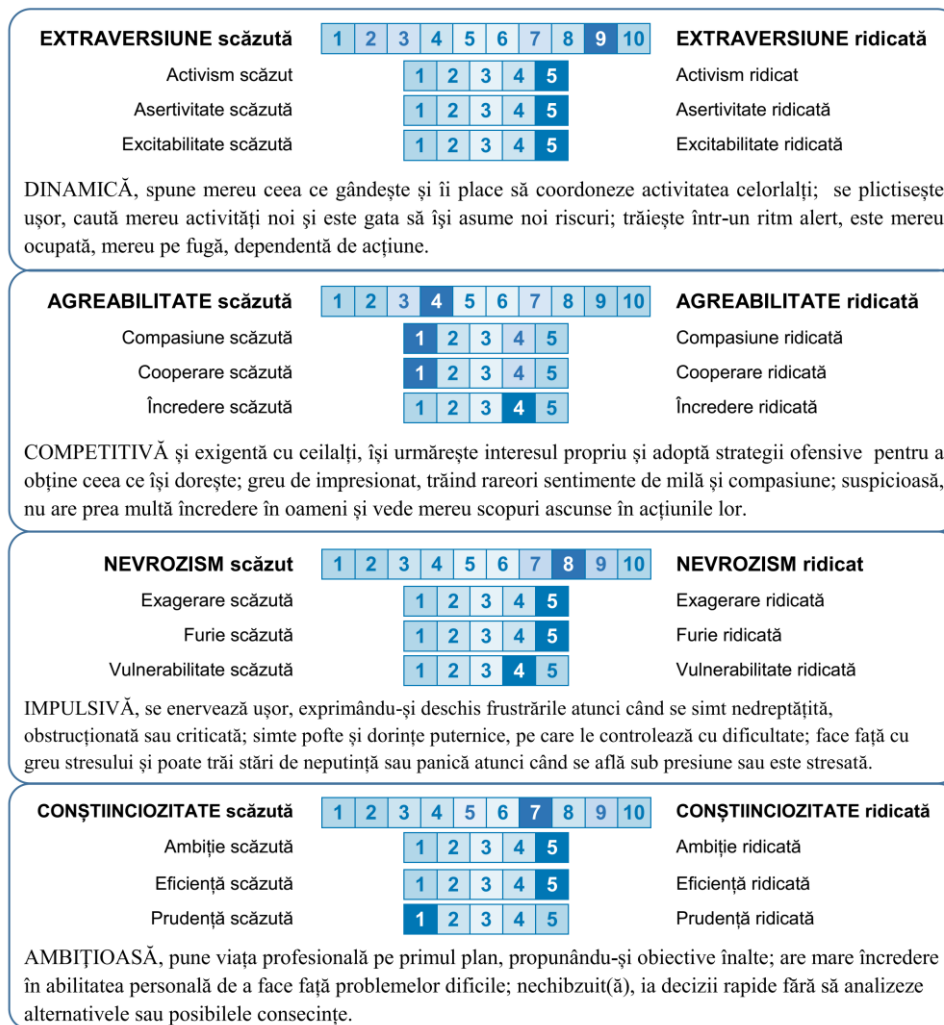 EXTRAVERSIUNE scăzută 1 2 3 4 5 6 7 8 9 10 EXTRAVERSIUNE ridicată
Activism scăzut 1 2 3 4 5 Activism ridicat
Asertivitate scăzută 1 2 3 4 5 Asertivitate ridicată
Excitabilitate scăzută 1 2 3 4 5 Excitabilitate ridicată
DINAMICĂ, spune mereu ceea ce gândește și îi place să coordoneze activitatea celorlalți; se plictisește
ușor, caută mereu activități noi și este gata să își asume noi riscuri; trăiește într-un ritm alert, este mereu
ocupată, mereu pe fugă, dependentă de acțiune.
AGREABILITATE scăzută 1 2 3 4 5 6 7 8 9 10 AGREABILITATE ridicată
Compasiune scăzută 1 2 3 4 5 Compasiune ridicată
Cooperare scăzută 1 2 3 4 5 Cooperare ridicată
Încredere scăzută 1 2 3 4 5 Încredere ridicată
COMPETITIVĂ și exigentă cu ceilalți, își urmărește interesul propriu și adoptă strategii ofensive pentru a
obține ceea ce își dorește; greu de impresionat, trăind rareori sentimente de milă și compasiune; suspicioasă,
nu are prea multă încredere în oameni și vede mereu scopuri ascunse în acțiunile lor.
NEVROZISM scăzut 1 2 3 4 5 6 7 8 9 10 NEVROZISM ridicat
Exagerare scăzută 1 2 3 4 5 Exagerare ridicată
Furie scăzută 1 2 3 4 5 Furie ridicată
Vulnerabilitate scăzută 1 2 3 4 5 Vulnerabilitate ridicată
IMPULSIVĂ, se enervează ușor, exprimându-și deschis frustrările atunci când se simt nedreptățită,
obstrucționată sau criticată; simte pofte și dorințe puternice, pe care le controlează cu dificultate; face față cu
greu stresului și poate trăi stări de neputință sau panică atunci când se află sub presiune sau este stresată.
CONȘTIINCIOZITATE scăzută 1 2 3 4 5 6 7 8 9 10 CONȘTIINCIOZITATE ridicată
Ambiție scăzută 1 2 3 4 5 Ambiție ridicată
Eficiență scăzută 1 2 3 4 5 Eficiență ridicată
Prudență scăzută 1 2 3 4 5 Prudență ridicată
AMBIȚIOASĂ, pune viața profesională pe primul plan, propunându-și obiective înalte; are mare încredere
în abilitatea personală de a face față problemelor dificile; nechibzuit(ă), ia decizii rapide fără să analizeze
alternativele sau posibilele consecințe.